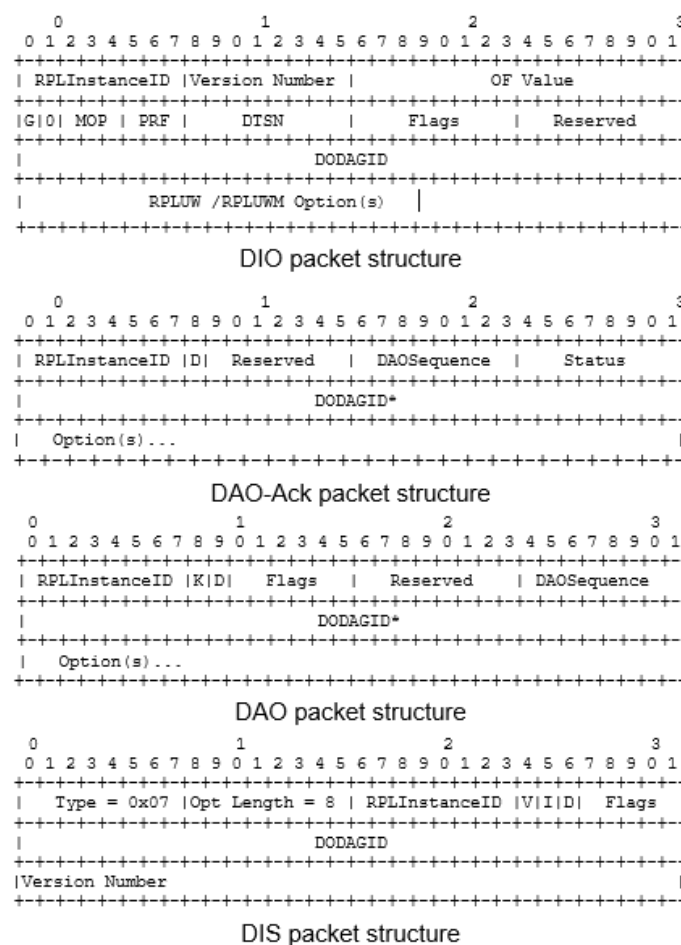 0 1 2 3
0 1 2 3 4 5 6 7 8 9 0 1 2 3 4 5 6 7 8 9 0 1 2 3 4 5 6 7 8 9 0 1
+-+-+-+-+-+-+-+-+-+-+-+-+-+-+-+-+-+-+-+-+-+-+-+-+-+-+-+-+-+-+-+-
| RPLInstanceID |Version Number | OF Value
+-+-+-+-+-+-+-+-+-+-+-+-+-+-+-+-+-+-+-+-+-+-+-+-+-+-+-+-+-+-+-+-
|G|0| MOP | PRF | DTSN | Flags | Reserved
+-+-+-+-+-+-+-+-+-+-+-+-+-+-+-+-+-+-+-+-+-+-+-+-+-+-+-+-+-+-+-+-
| DODAGID
+-+-+-+-+-+-+-+-+-+-+-+-+-+-+-+-+-+-+-+-+-+-+-+-+-+-+-+-+-+-+-+-
| RPLUW /RPLUWM Option(s) |
+-+-+-+-+-+-+-+-+-+-+-+-+-+-+-+-+-+-+-+-+-+-+-+-+-+-+-+-+-+-+-+-
DIO packet structure
0 1 2 3
0 1 2 3 4 5 6 7 8 9 0 1 2 3 4 5 6 7 8 9 0 1 2 3 4 5 6 7 8 9 0 1
+-+-+-+-+-+-+-+-+-+-+-+-+-+-+-+-+-+-+-+-+-+-+-+-+-+-+-+-+-+-+-+-
| RPLInstanceID |D| Reserved | DAOSequence | Status
+-+-+-+-+-+-+-+-+-+-+-+-+-+-+-+-+-+-+-+-+-+-+-+-+-+-+-+-+-+-+-+-
| DODAGID*
+-+-+-+-+-+-+-+-+-+-+-+-+-+-+-+-+-+-+-+-+-+-+-+-+-+-+-+-+-+-+-+-
| Option(s)... |
+-+-+-+-+-+-+-+-+-+-+-+-+-+-+-+-+-+-+-+-+-+-+-+-+-+-+-+-+-+-+-+-
DAO-Ack packet structure
0 1 2 3
0 1 2 3 4 5 6 7 8 9 0 1 2 3 4 5 6 7 8 9 0 1 2 3 4 5 6 7 8 9 0 1
+-+-+-+-+-+-+-+-+-+-+-+-+-+-+-+-+-+-+-+-+-+-+-+-+-+-+-+-+-+-+-+-
| RPLInstanceID |K|D| Flags | Reserved | DAOSequence
+-+-+-+-+-+-+-+-+-+-+-+-+-+-+-+-+-+-+-+-+-+-+-+-+-+-+-+-+-+-+-+-
| DODAGID*
+-+-+-+-+-+-+-+-+-+-+-+-+-+-+-+-+-+-+-+-+-+-+-+-+-+-+-+-+-+-+-+-
| Option(s)...
+-+-+-+-+-+-+-+-+-+-+-+-+-+-+-+-+-+-+-+-+-+-+-+-+-+-+-+-+-+-+-+-
DAO packet structure
0 1 2 3
0 1 2 3 4 5 6 7 8 9 0 1 2 3 4 5 6 7 8 9 0 1 2 3 4 5 6 7 8 9 0 1
+-+-+-+-+-+-+-+-+-+-+-+-+-+-+-+-+-+-+-+-+-+-+-+-+-+-+-+-+-+-+-+-
| Type = 0x07 |Opt Length = 8 | RPLInstanceID |V|I|D| Flags
+-+-+-+-+-+-+-+-+-+-+-+-+-+-+-+-+-+-+-+-+-+-+-+-+-+-+-+-+-+-+-+-
| DODAGID
+-+-+-+-+-+-+-+-+-+-+-+-+-+-+-+-+-+-+-+-+-+-+-+-+-+-+-+-+-+-+-+-
|Version Number |
+-+-+-+-+-+-+-+-+-+-+-+-+-+-+-+-+-+-+-+-+-+-+-+-+-+-+-+-+-+-+-+-
DIS packet structure